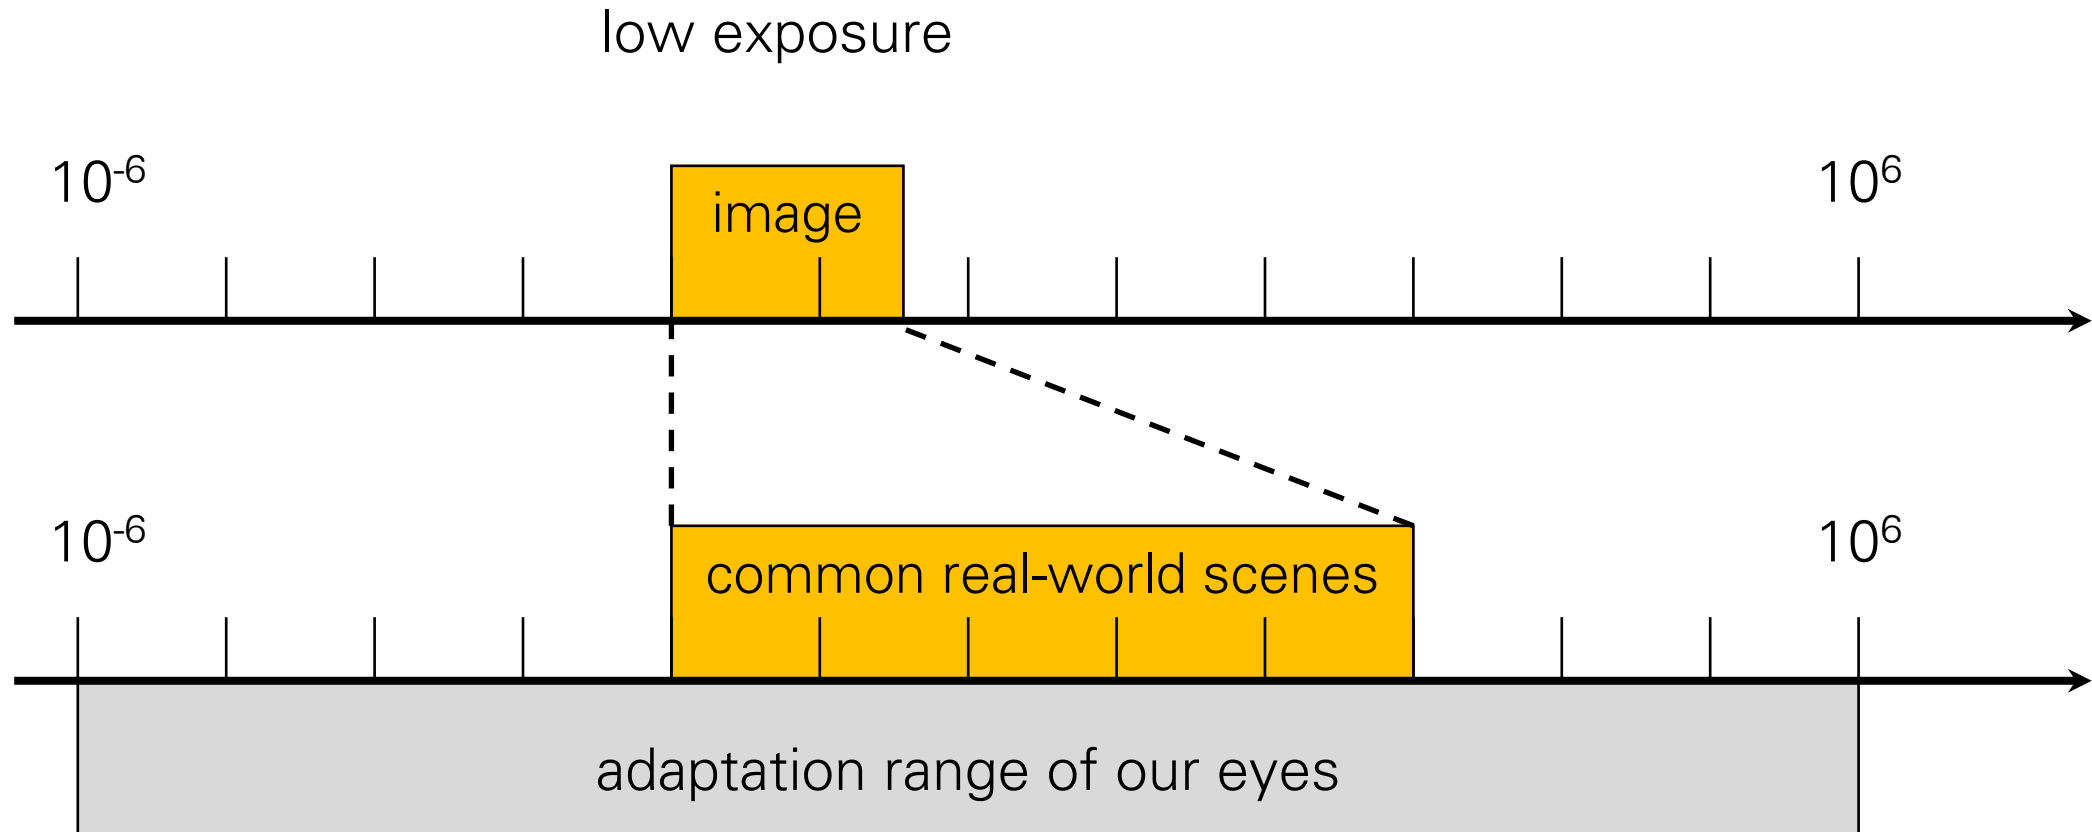 low exposure
10⁻⁶ 10⁶
image
10⁻⁶ 10⁶
common real-world scenes
adaptation range of our eyes